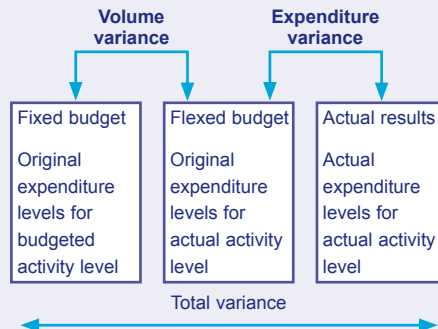 Volume
variance
Expenditure
variance
Fixed budget
Original
expenditure
levels for
budgeted
activity level
Flexed budget
Original
expenditure
levels for
actual activity
level
Actual results
Actual
expenditure
levels for
actual activity
level
Total variance